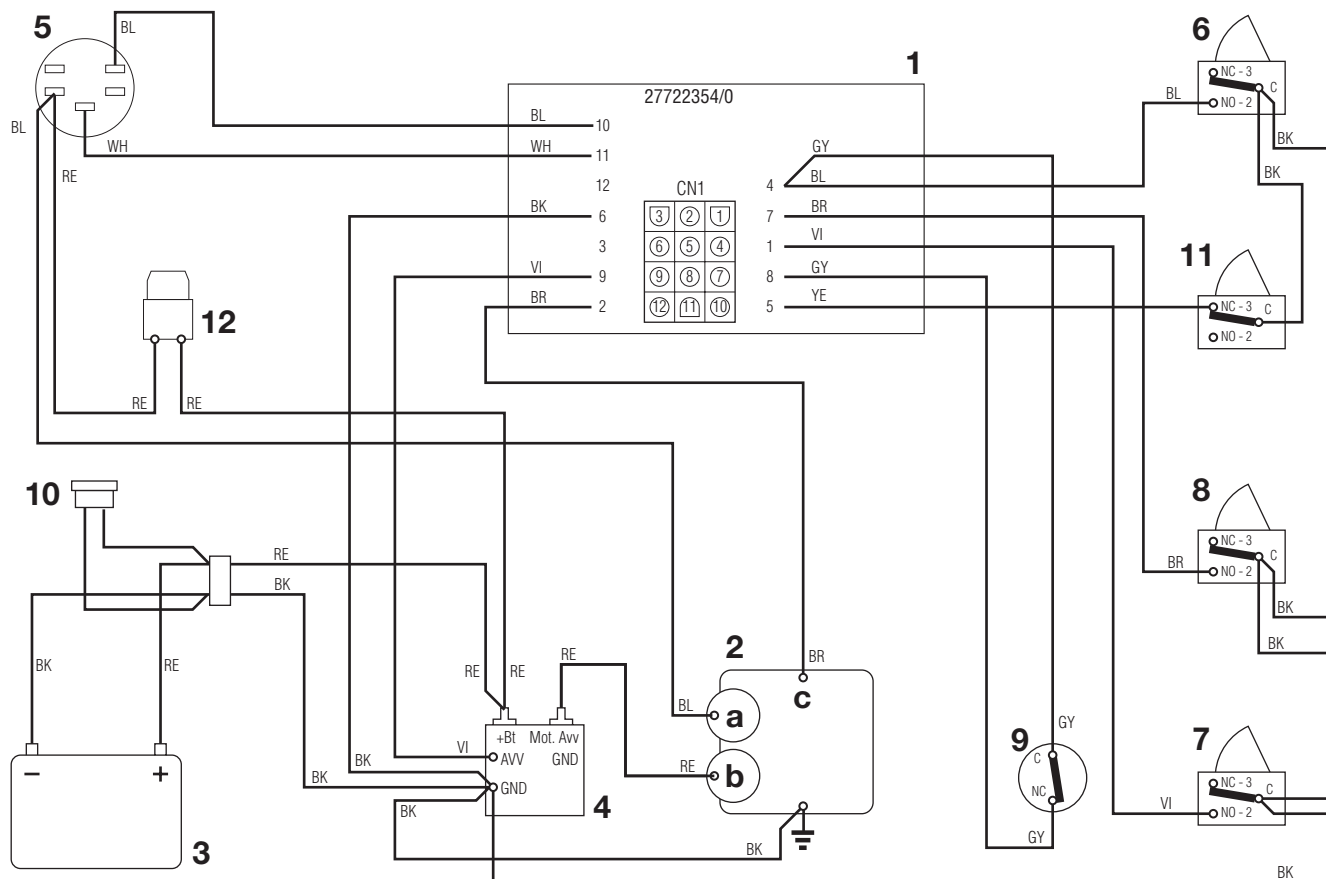 5
BL
6
1
NC - 3
C
27722354/0
BL
NO - 2
BL
BL
10
BK
WH
WH
11
GY
RE
12
CN1
4
BL
BK
BK
6
3 2 1
7
BR
3
6 5 4
1
VI
11
VI
9
9 8 7
8
GY
12
BR
2
12 11 10
5
YE
NC - 3
C
NO - 2
RE
RE
10
8
NC - 3
C
RE
BR
NO - 2
BK
BK
BK
BK
RE
2
RE
BR
RE
RE
c
BL
a
GY
+Bt
Mot. Avv
9
7
VI
AVV
GND
C
NC - 3
C
BK
RE
b
- +
BK
GND
4
NC
VI
NO - 2
BK
GY
3
BK
BK